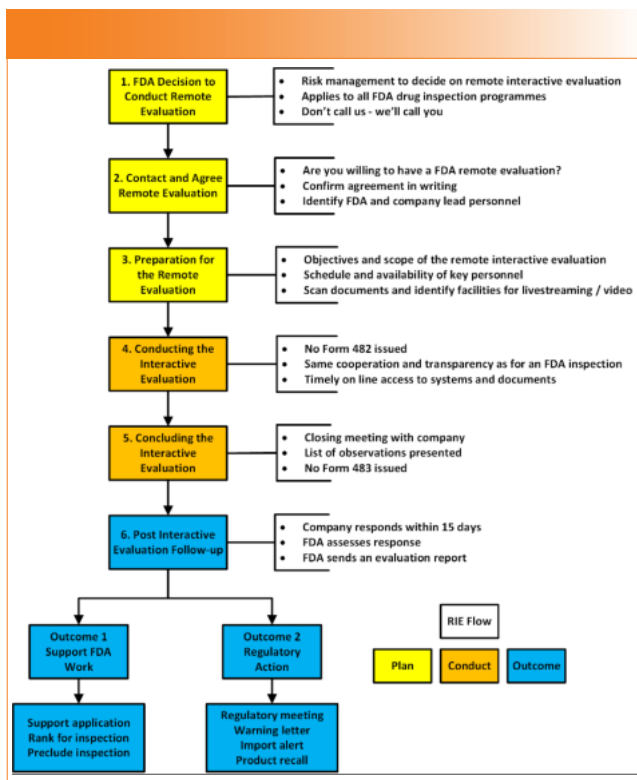 1. FDA Decision to
Conduct Remote
Evaluation
• Risk management to decide on remote interactive evaluation
• Applies to all FDA drug inspection programmes
• Don't call us - we'll call you
2. Contact and Agree
Remote Evaluation
• Are you willing to have a FDA remote evaluation?
• Confirm agreement in writing
• Identify FDA and company lead personnel
3. Preparation for
the Remote
Evaluation
• Objectives and scope of the remote interactive evaluation
• Schedule and availability of key personnel
• Scan documents and identify facilities for livestreaming / video
4. Conducting the
Interactive
Evaluation
• No Form 482 issued
• Same cooperation and transparency as for an FDA inspection
• Timely on line access to systems and documents
5. Concluding the
Interactive
Evaluation
• Closing meeting with company
• List of observations presented
• No Form 483 issued
6. Post Interactive
Evaluation Follow-up
• Company responds within 15 days
• FDA assesses response
• FDA sends an evaluation report
Outcome 1
Support FDA
Work
Outcome 2
Regulatory
Action
RIE Flow
Plan
Conduct
Outcome
Support application
Rank for inspection
Preclude inspection
Regulatory meeting
Warning letter
Import alert
Product recall